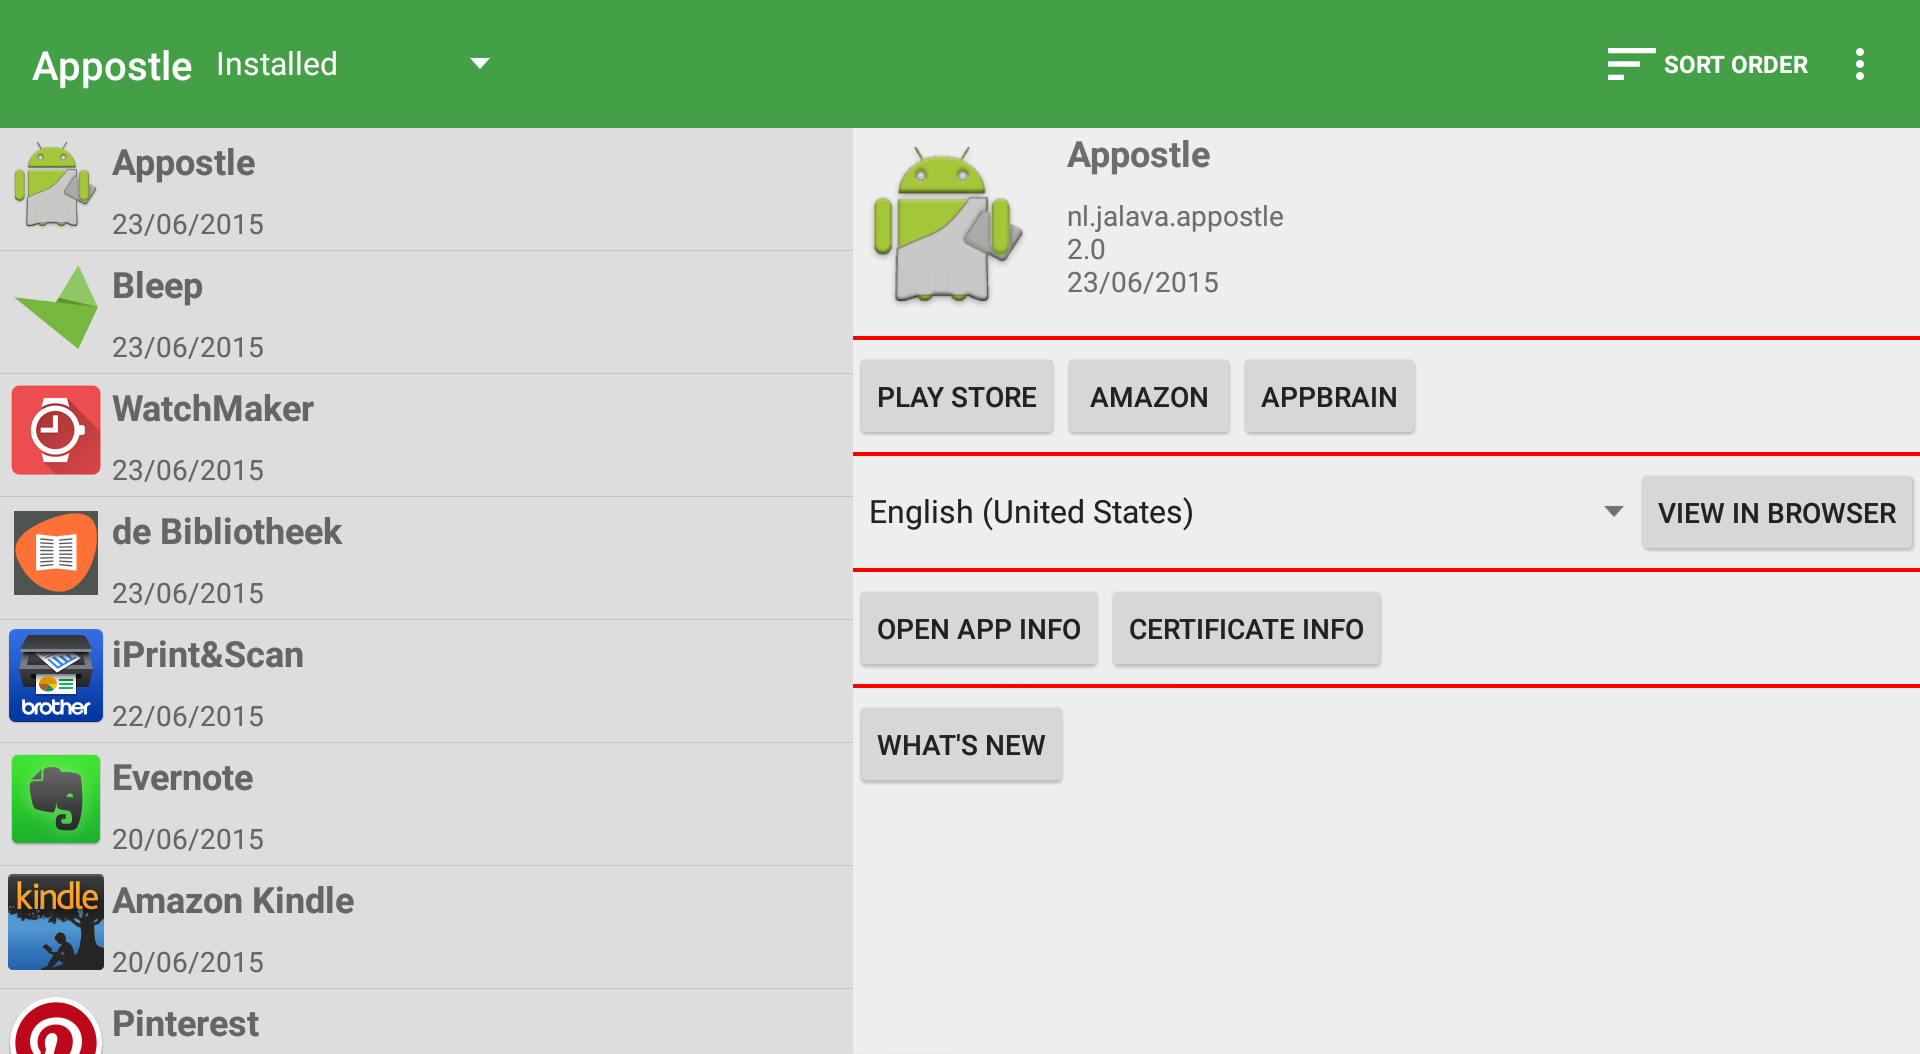 Appostle Installed
SORT ORDER
Appostle
23/06/2015
Bleep
23/06/2015
WatchMaker
23/06/2015
de Bibliotheek
23/06/2015
iPrint&Scan
brother
22/06/2015
Evernote
20/06/2015
kindle
Amazon Kindle
20/06/2015
Pinterest
Appostle
nl.jalava.appostle
2.0
23/06/2015
PLAY STORE AMAZON APPBRAIN
English (United States) VIEW IN BROWSER
OPEN APP INFO CERTIFICATE INFO
WHAT'S NEW